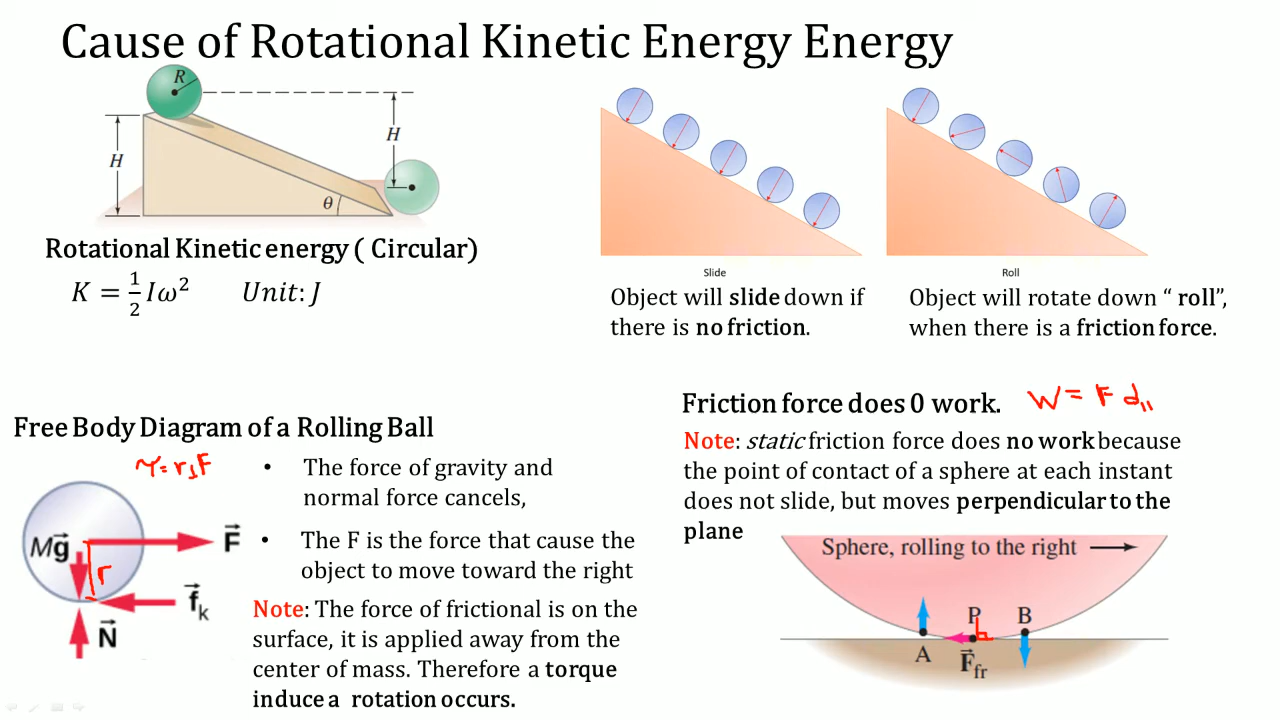 Cause of Rotational Kinetic Energy Energy
R
H
H
θ
Rotational Kinetic energy ( Circular)
K = 1/2 Iω² Unit: J
Slide
Object will slide down if
there is no friction.
Roll
Object will rotate down “ roll”,
when there is a friction force.
Free Body Diagram of a Rolling Ball
τ = r⊥F
Mg⃗
r
F⃗
f⃗k
N⃗
• The force of gravity and
normal force cancels,
• The F is the force that cause the
object to move toward the right
Note: The force of frictional is on the
surface, it is applied away from the
center of mass. Therefore a torque
induce a rotation occurs.
Friction force does 0 work.
W = F d||
Note: static friction force does no work because
the point of contact of a sphere at each instant
does not slide, but moves perpendicular to the
plane
Sphere, rolling to the right
P
B
A
F⃗fr